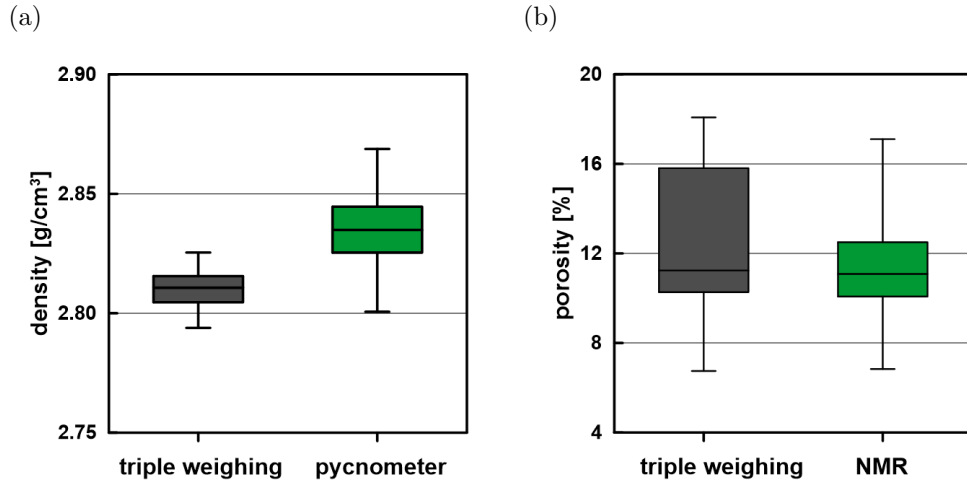 (a)
2.90
2.85
2.80
2.75
density [g/cm³]
triple weighing pycnometer
(b)
20
16
12
8
4
porosity [%]
triple weighing NMR